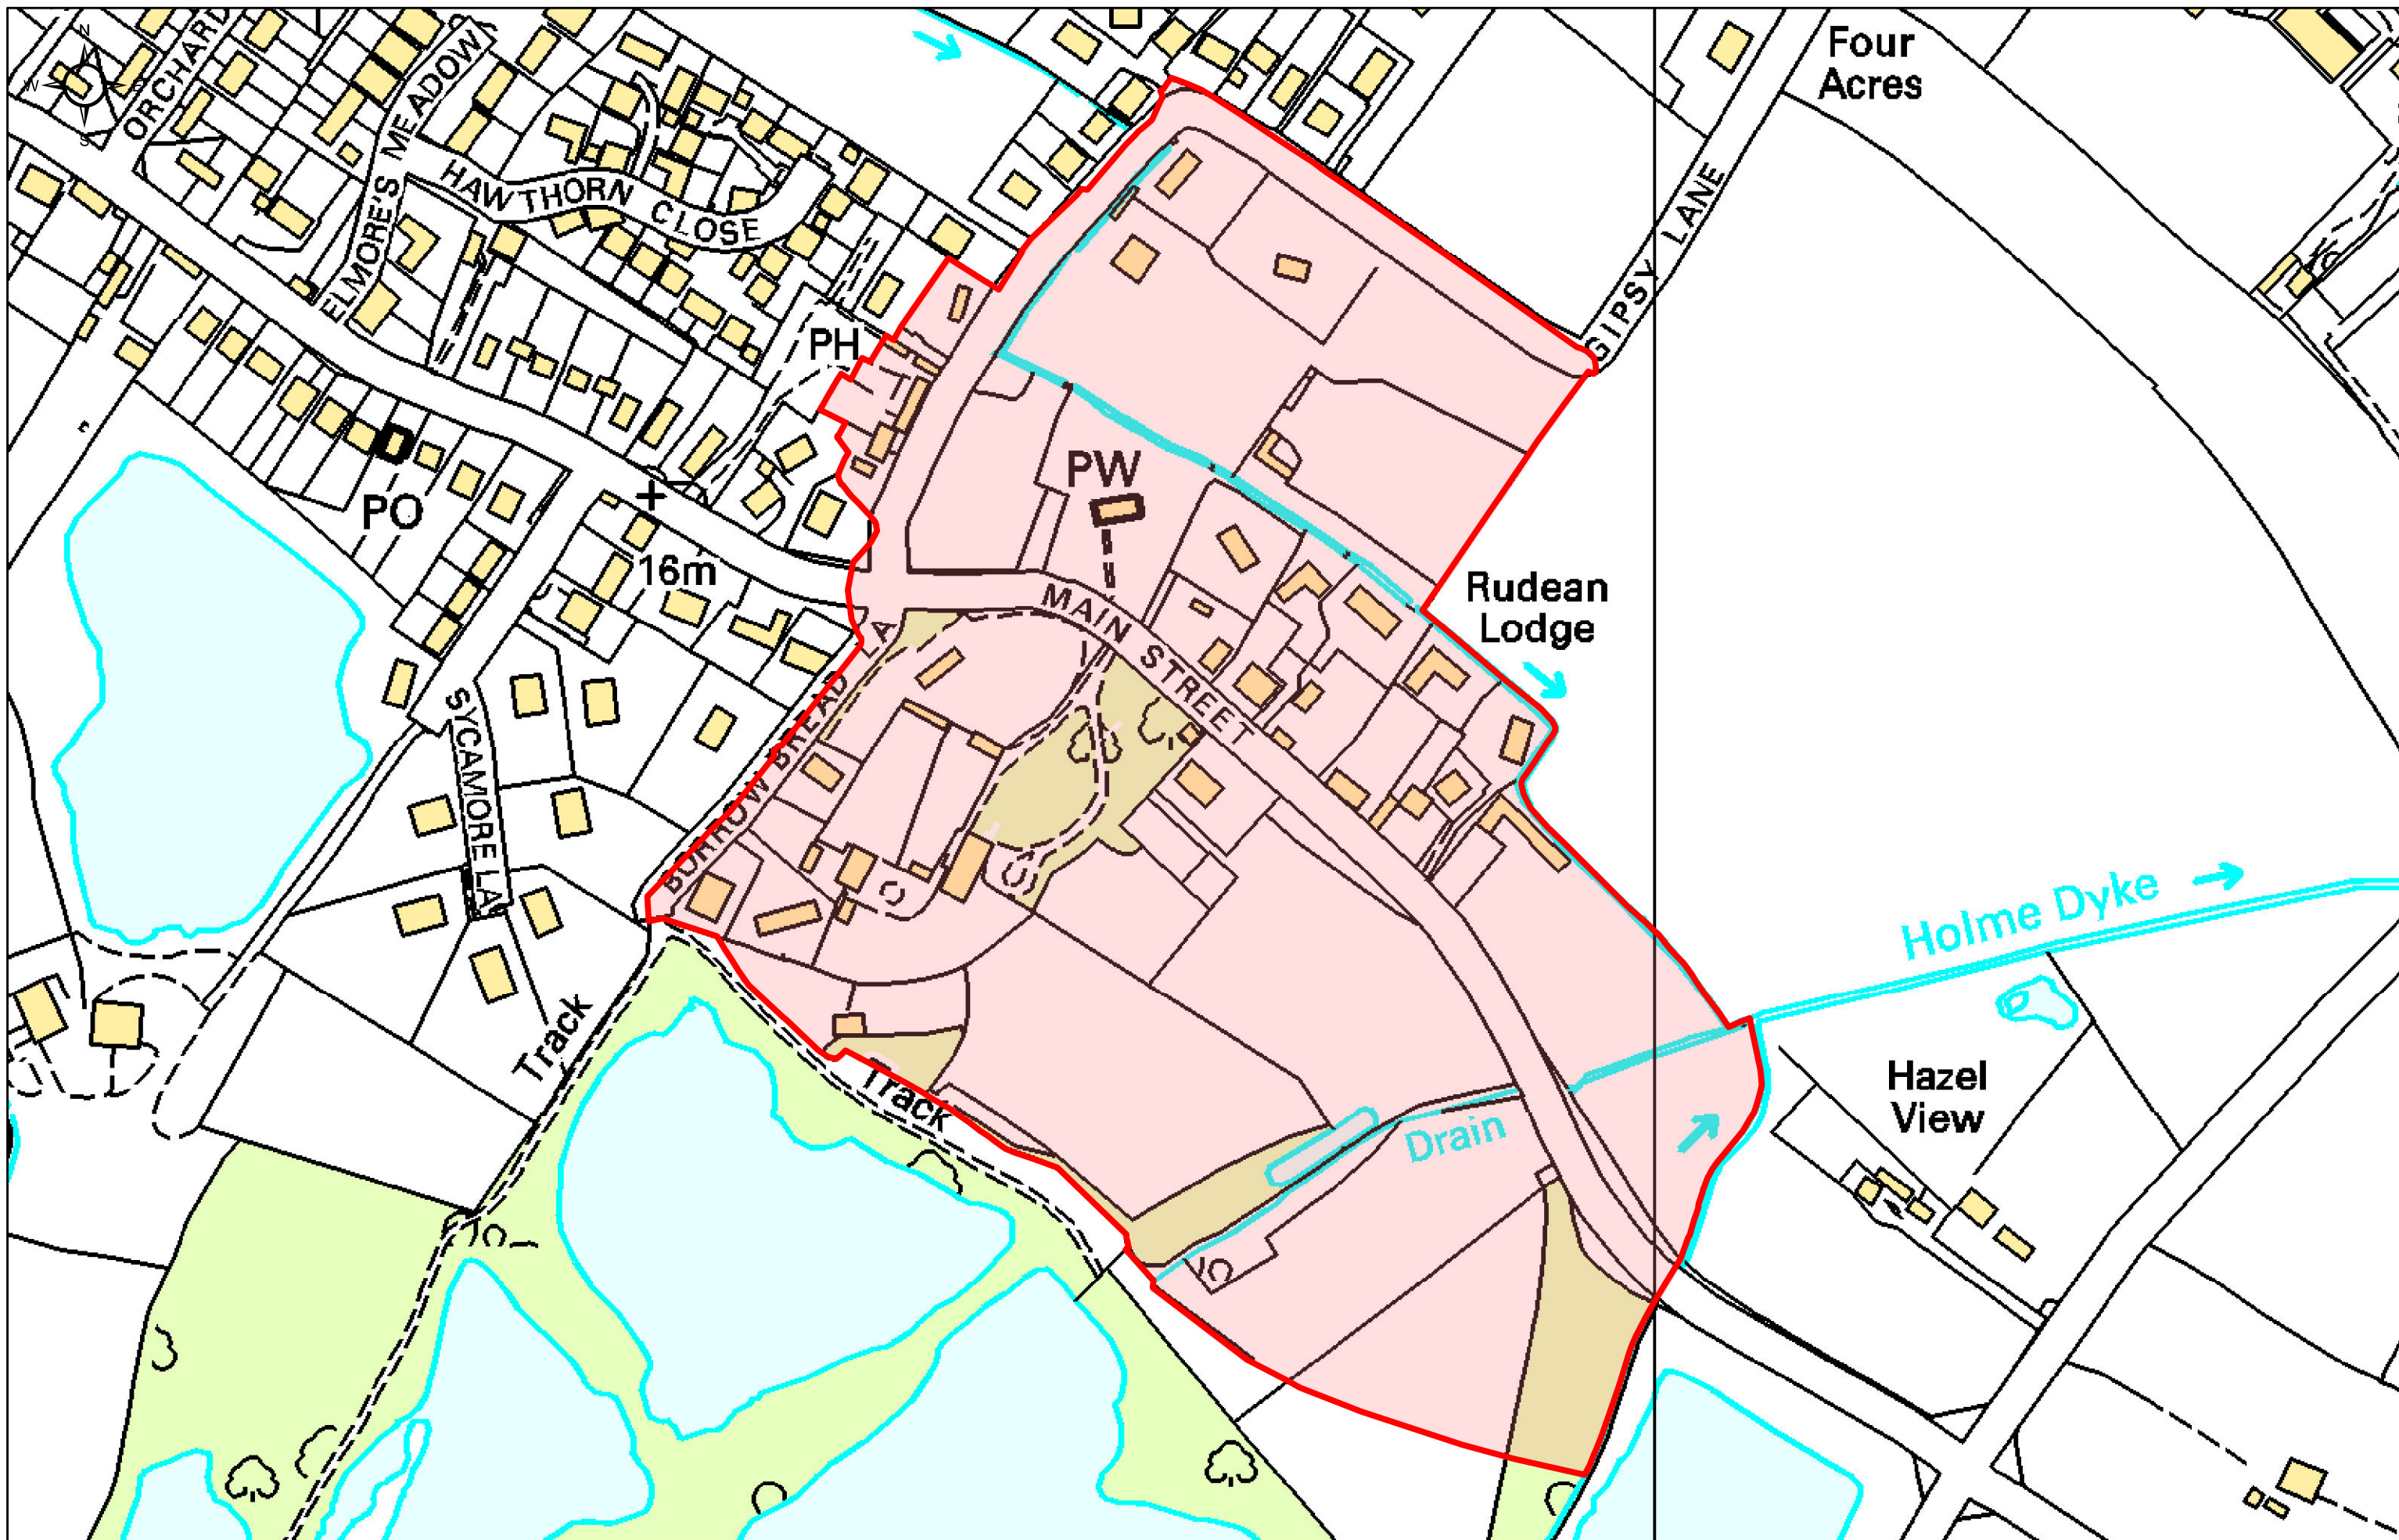 N
W
E
S
ORCHARD
ELMORE'S MEADOW
HAWTHORN CLOSE
Four
Acres
GIPSY LANE
PH
PW
PO
16m
MAIN STREET
Rudean
Lodge
BORROW BREAD LA
SYCAMORE LA
Holme Dyke
Track
Track
Drain
Hazel
View